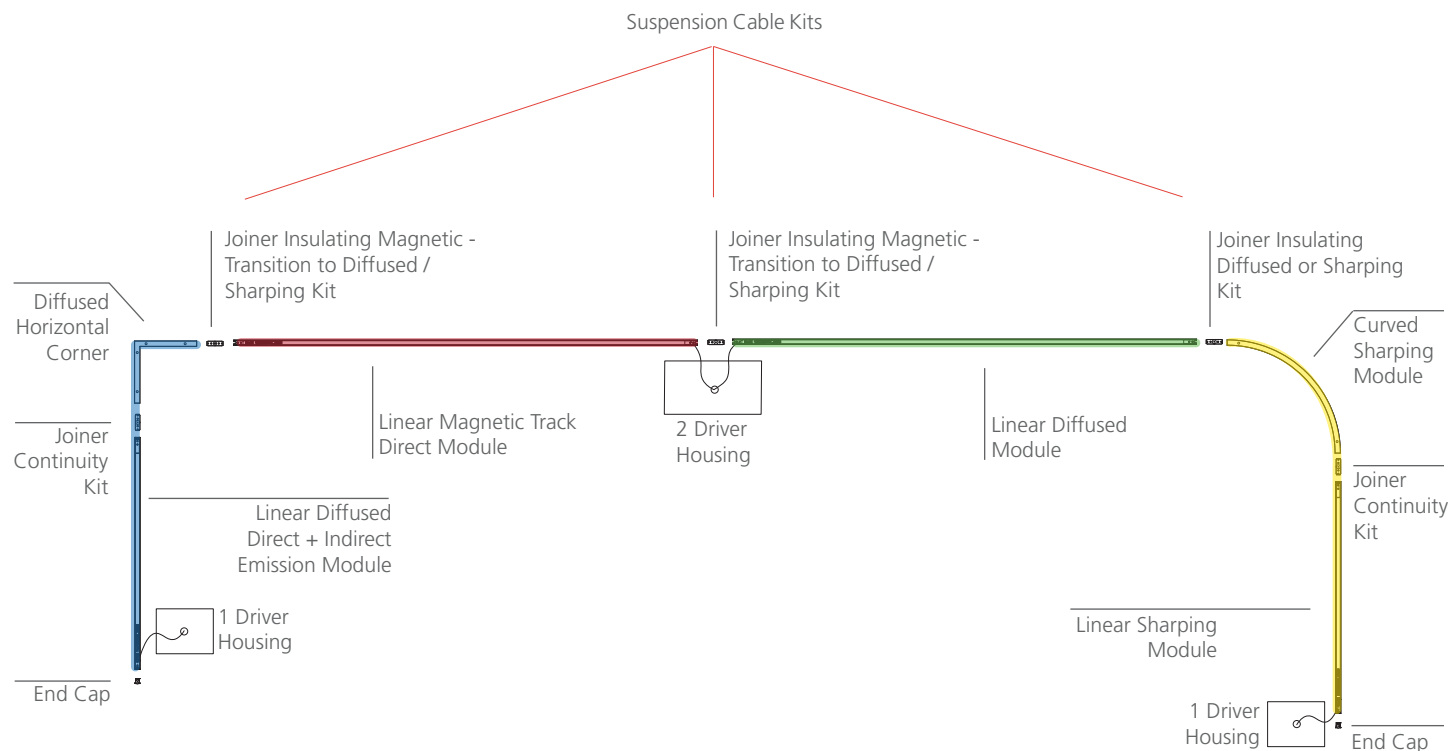 Suspension Cable Kits
Joiner Insulating Magnetic -
Transition to Diffused /
Sharping Kit
Joiner Insulating Magnetic -
Transition to Diffused /
Sharping Kit
Joiner Insulating
Diffused or Sharping
Kit
Diffused
Horizontal
Corner
Curved
Sharping
Module
Linear Magnetic Track
Direct Module
2 Driver
Housing
Linear Diffused
Module
Joiner
Continuity
Kit
Joiner
Continuity
Kit
Linear Diffused
Direct + Indirect
Emission Module
1 Driver
Housing
Linear Sharping
Module
End Cap
1 Driver
Housing
End Cap